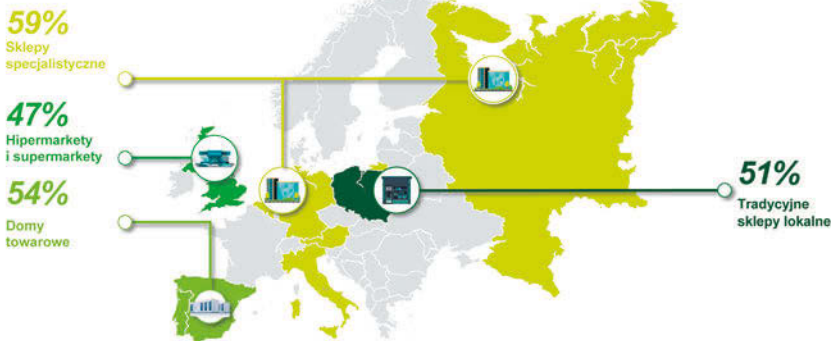 59%
Sklepy
specjalistyczne
47%
Hipermarkety
i supermarkety
54%
Domy
towarowe
51%
Tradycyjne
sklepy lokalne